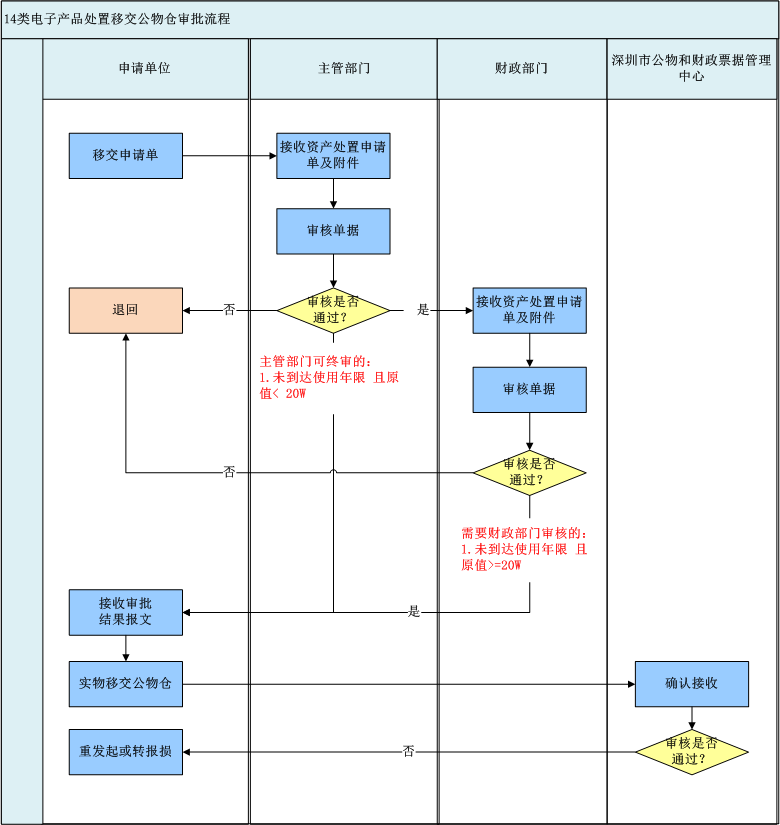 14类电子产品处置移交公物仓审批流程
申请单位
主管部门
财政部门
深圳市公物和财政票据管理
中心
移交申请单
接收资产处置申请
单及附件
审核单据
退回
否
审核是否
通过?
是
接收资产处置申请
单及附件
主管部门可终审的:
1.未到达使用年限 且原
值< 20W
审核单据
否
审核是否
通过?
需要财政部门审核的:
1.未到达使用年限 且
原值>=20W
接收审批
结果报文
是
实物移交公物仓
确认接收
重发起或转报损
否
审核是否
通过?